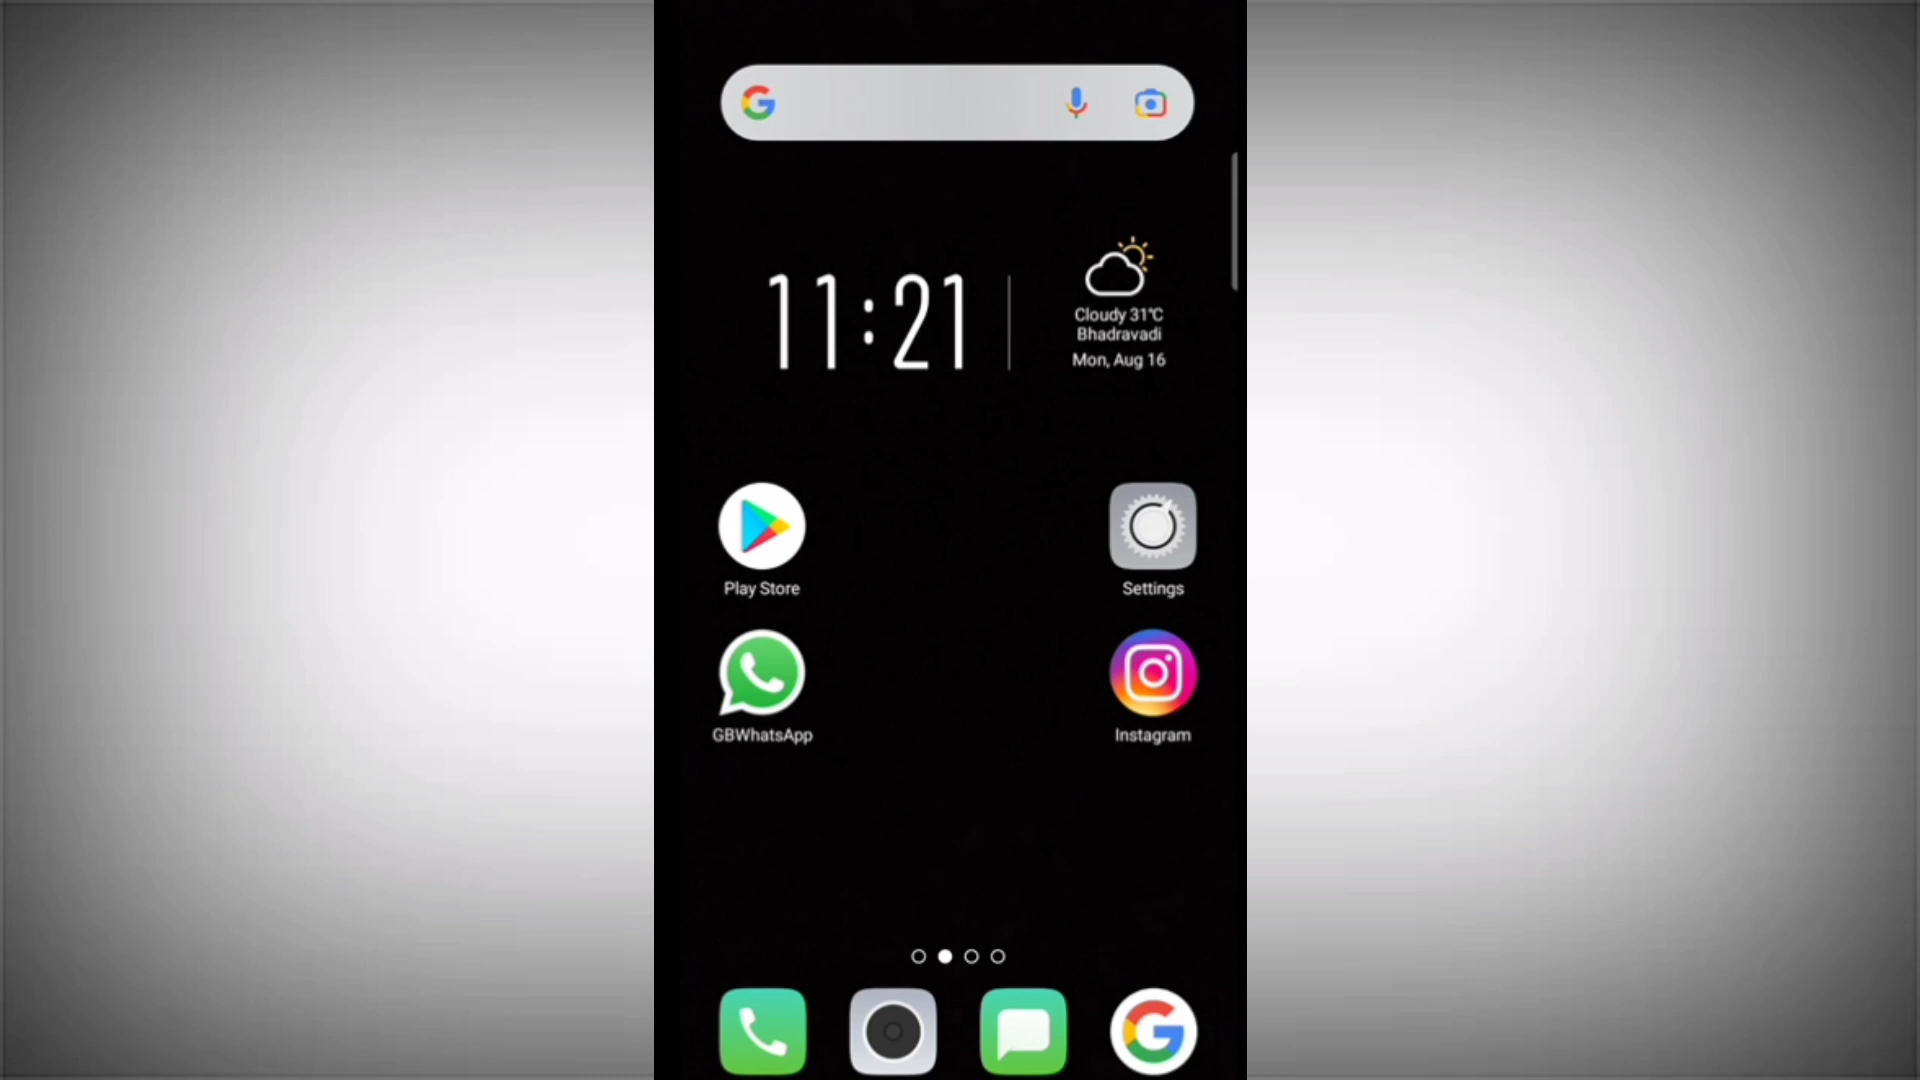 11:21
Cloudy 31°C
Bhadravadi
Mon, Aug 16
Play Store
Settings
GBWhatsApp
Instagram